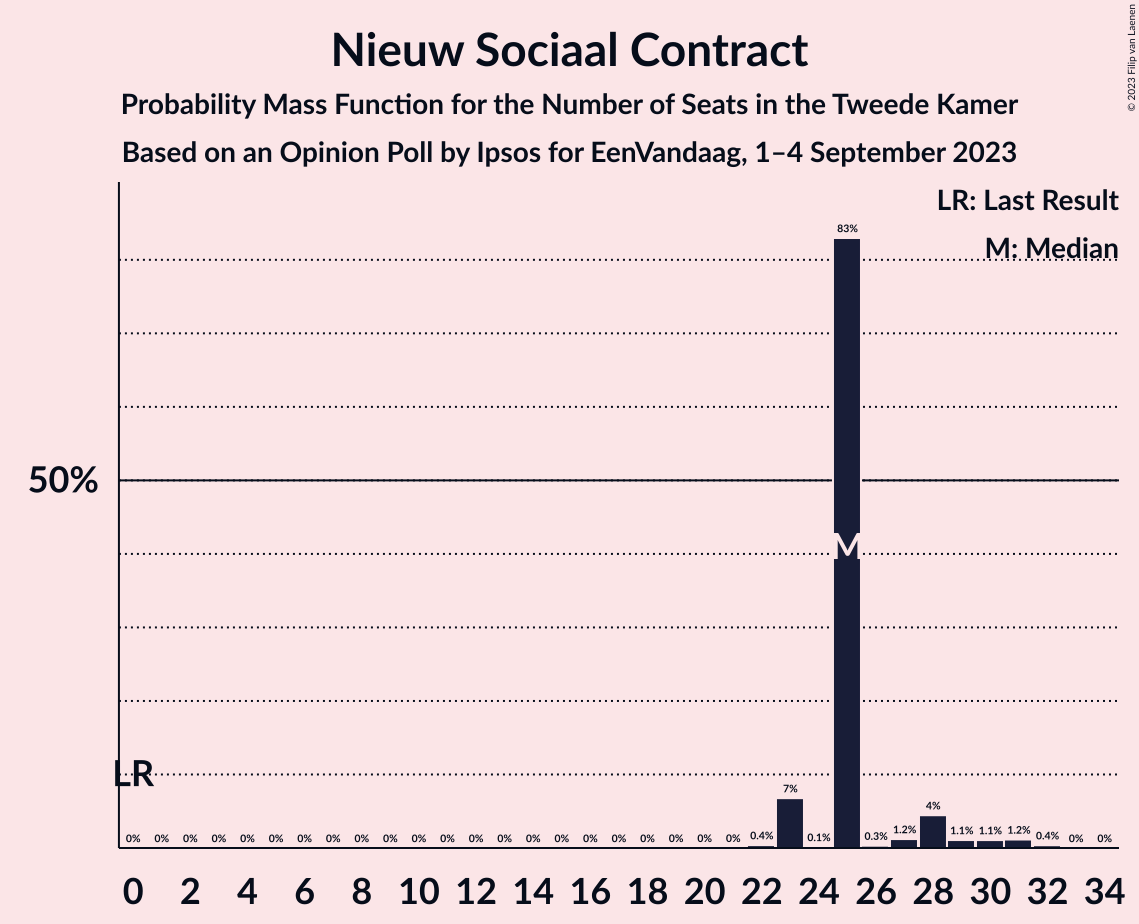 Nieuw Sociaal Contract
Probability Mass Function for the Number of Seats in the Tweede Kamer
Based on an Opinion Poll by Ipsos for EenVandaag, 1–4 September 2023
© 2023 Filip van Laenen
LR: Last Result
M: Median
83%
50%
M
LR
7%
4%
0% 0% 0% 0% 0% 0% 0% 0% 0% 0% 0% 0% 0% 0% 0% 0% 0% 0% 0% 0% 0% 0% 0.4% 0.1% 0.3% 1.2% 1.1% 1.1% 1.2% 0.4% 0% 0%
0 2 4 6 8 10 12 14 16 18 20 22 24 26 28 30 32 34